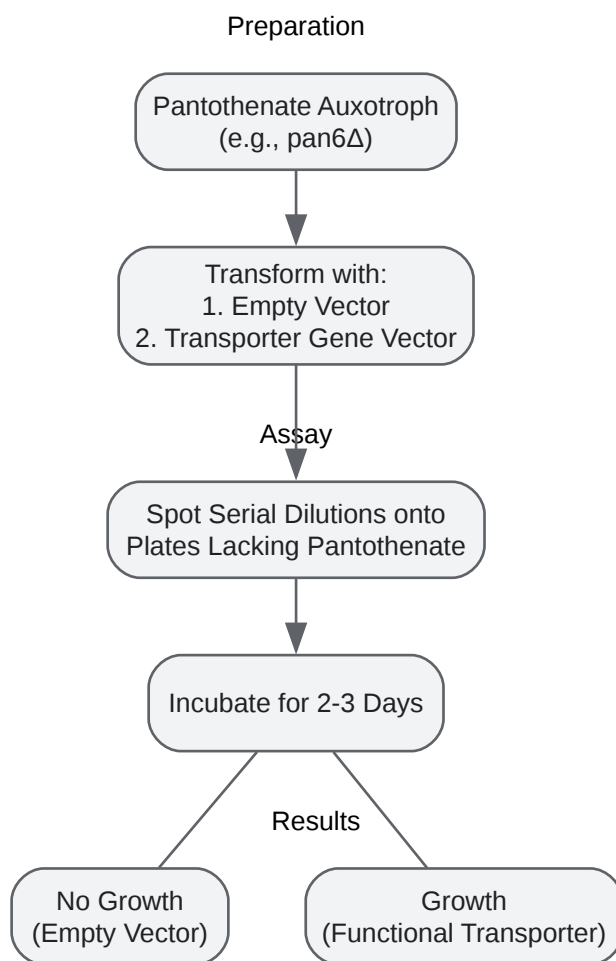 Preparation
Pantothenate Auxotroph
(e.g., pan6Δ)
Transform with:
1. Empty Vector
2. Transporter Gene Vector
Assay
Spot Serial Dilutions onto
Plates Lacking Pantothenate
Incubate for 2-3 Days
Results
No Growth
(Empty Vector)
Growth
(Functional Transporter)